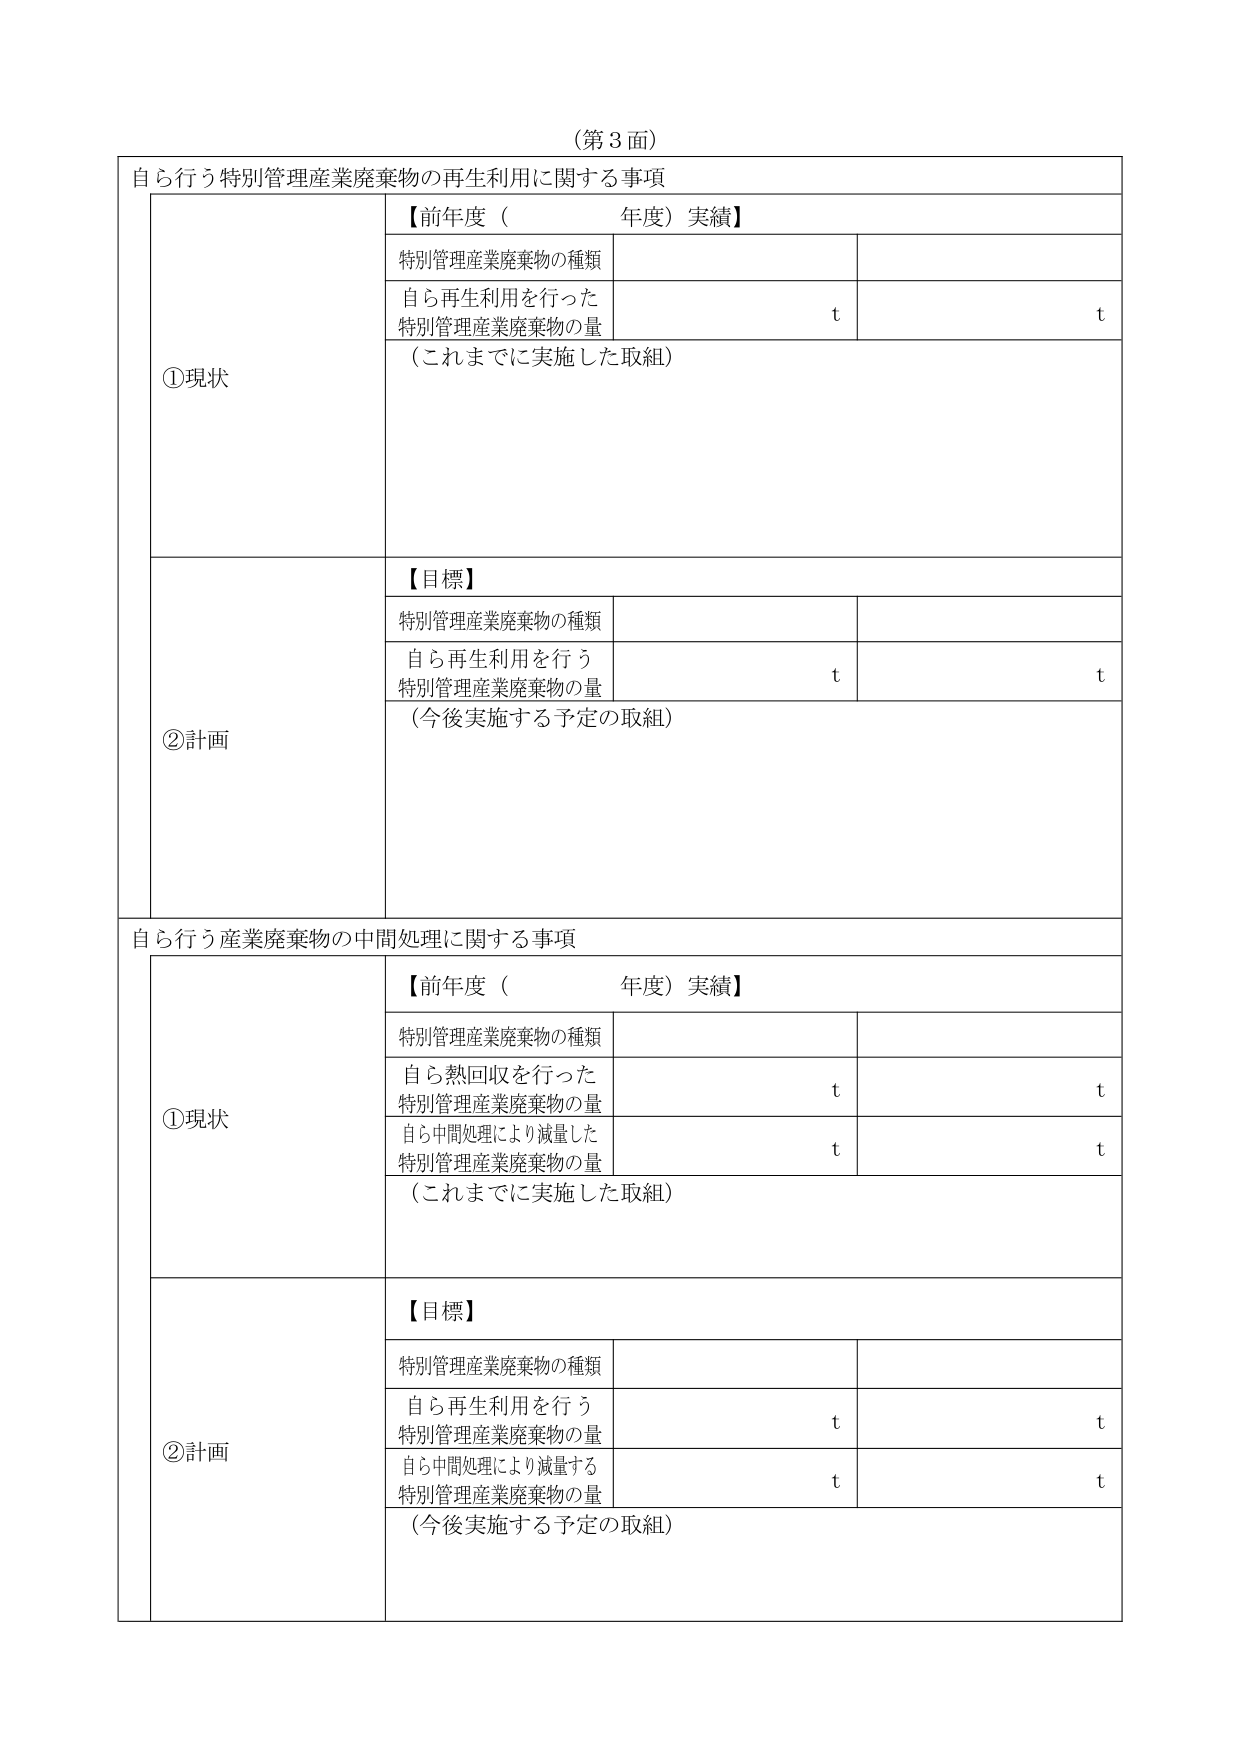 （第３面）
自ら行う特別管理産業廃棄物の再生利用に関する事項
①現状
【前年度（　　　　　年度）実績】
特別管理産業廃棄物の種類
自ら再生利用を行った
特別管理産業廃棄物の量
ｔ
ｔ
（これまでに実施した取組）
②計画
【目標】
特別管理産業廃棄物の種類
自ら再生利用を行う
特別管理産業廃棄物の量
ｔ
ｔ
（今後実施する予定の取組）
自ら行う産業廃棄物の中間処理に関する事項
①現状
【前年度（　　　　　年度）実績】
特別管理産業廃棄物の種類
自ら熱回収を行った
特別管理産業廃棄物の量
ｔ
ｔ
自ら中間処理により減量した
特別管理産業廃棄物の量
ｔ
ｔ
（これまでに実施した取組）
②計画
【目標】
特別管理産業廃棄物の種類
自ら再生利用を行う
特別管理産業廃棄物の量
ｔ
ｔ
自ら中間処理により減量する
特別管理産業廃棄物の量
ｔ
ｔ
（今後実施する予定の取組）